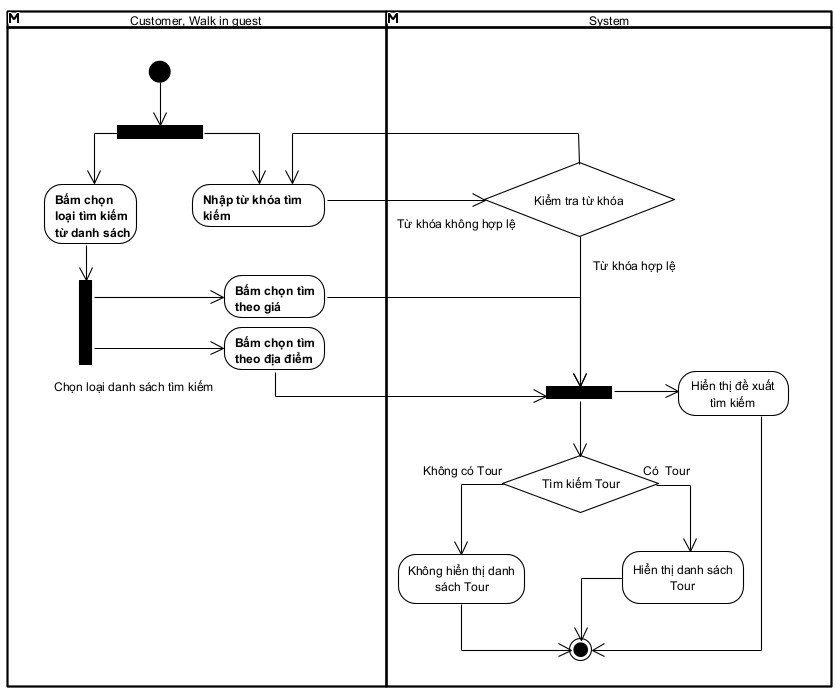 M
Customer, Walk in guest
M
System
Bấm chọn
loại tìm kiếm
từ danh sách
Nhập từ khóa tìm
kiếm
Kiểm tra từ khóa
Từ khóa không hợp lệ
Từ khóa hợp lệ
Bấm chọn tìm
theo giá
Bấm chọn tìm
theo địa điểm
Chọn loại danh sách tìm kiếm
Hiển thị đề xuất
tìm kiếm
Không có Tour
Tìm kiếm Tour
Có Tour
Không hiển thị danh
sách Tour
Hiển thị danh sách
Tour